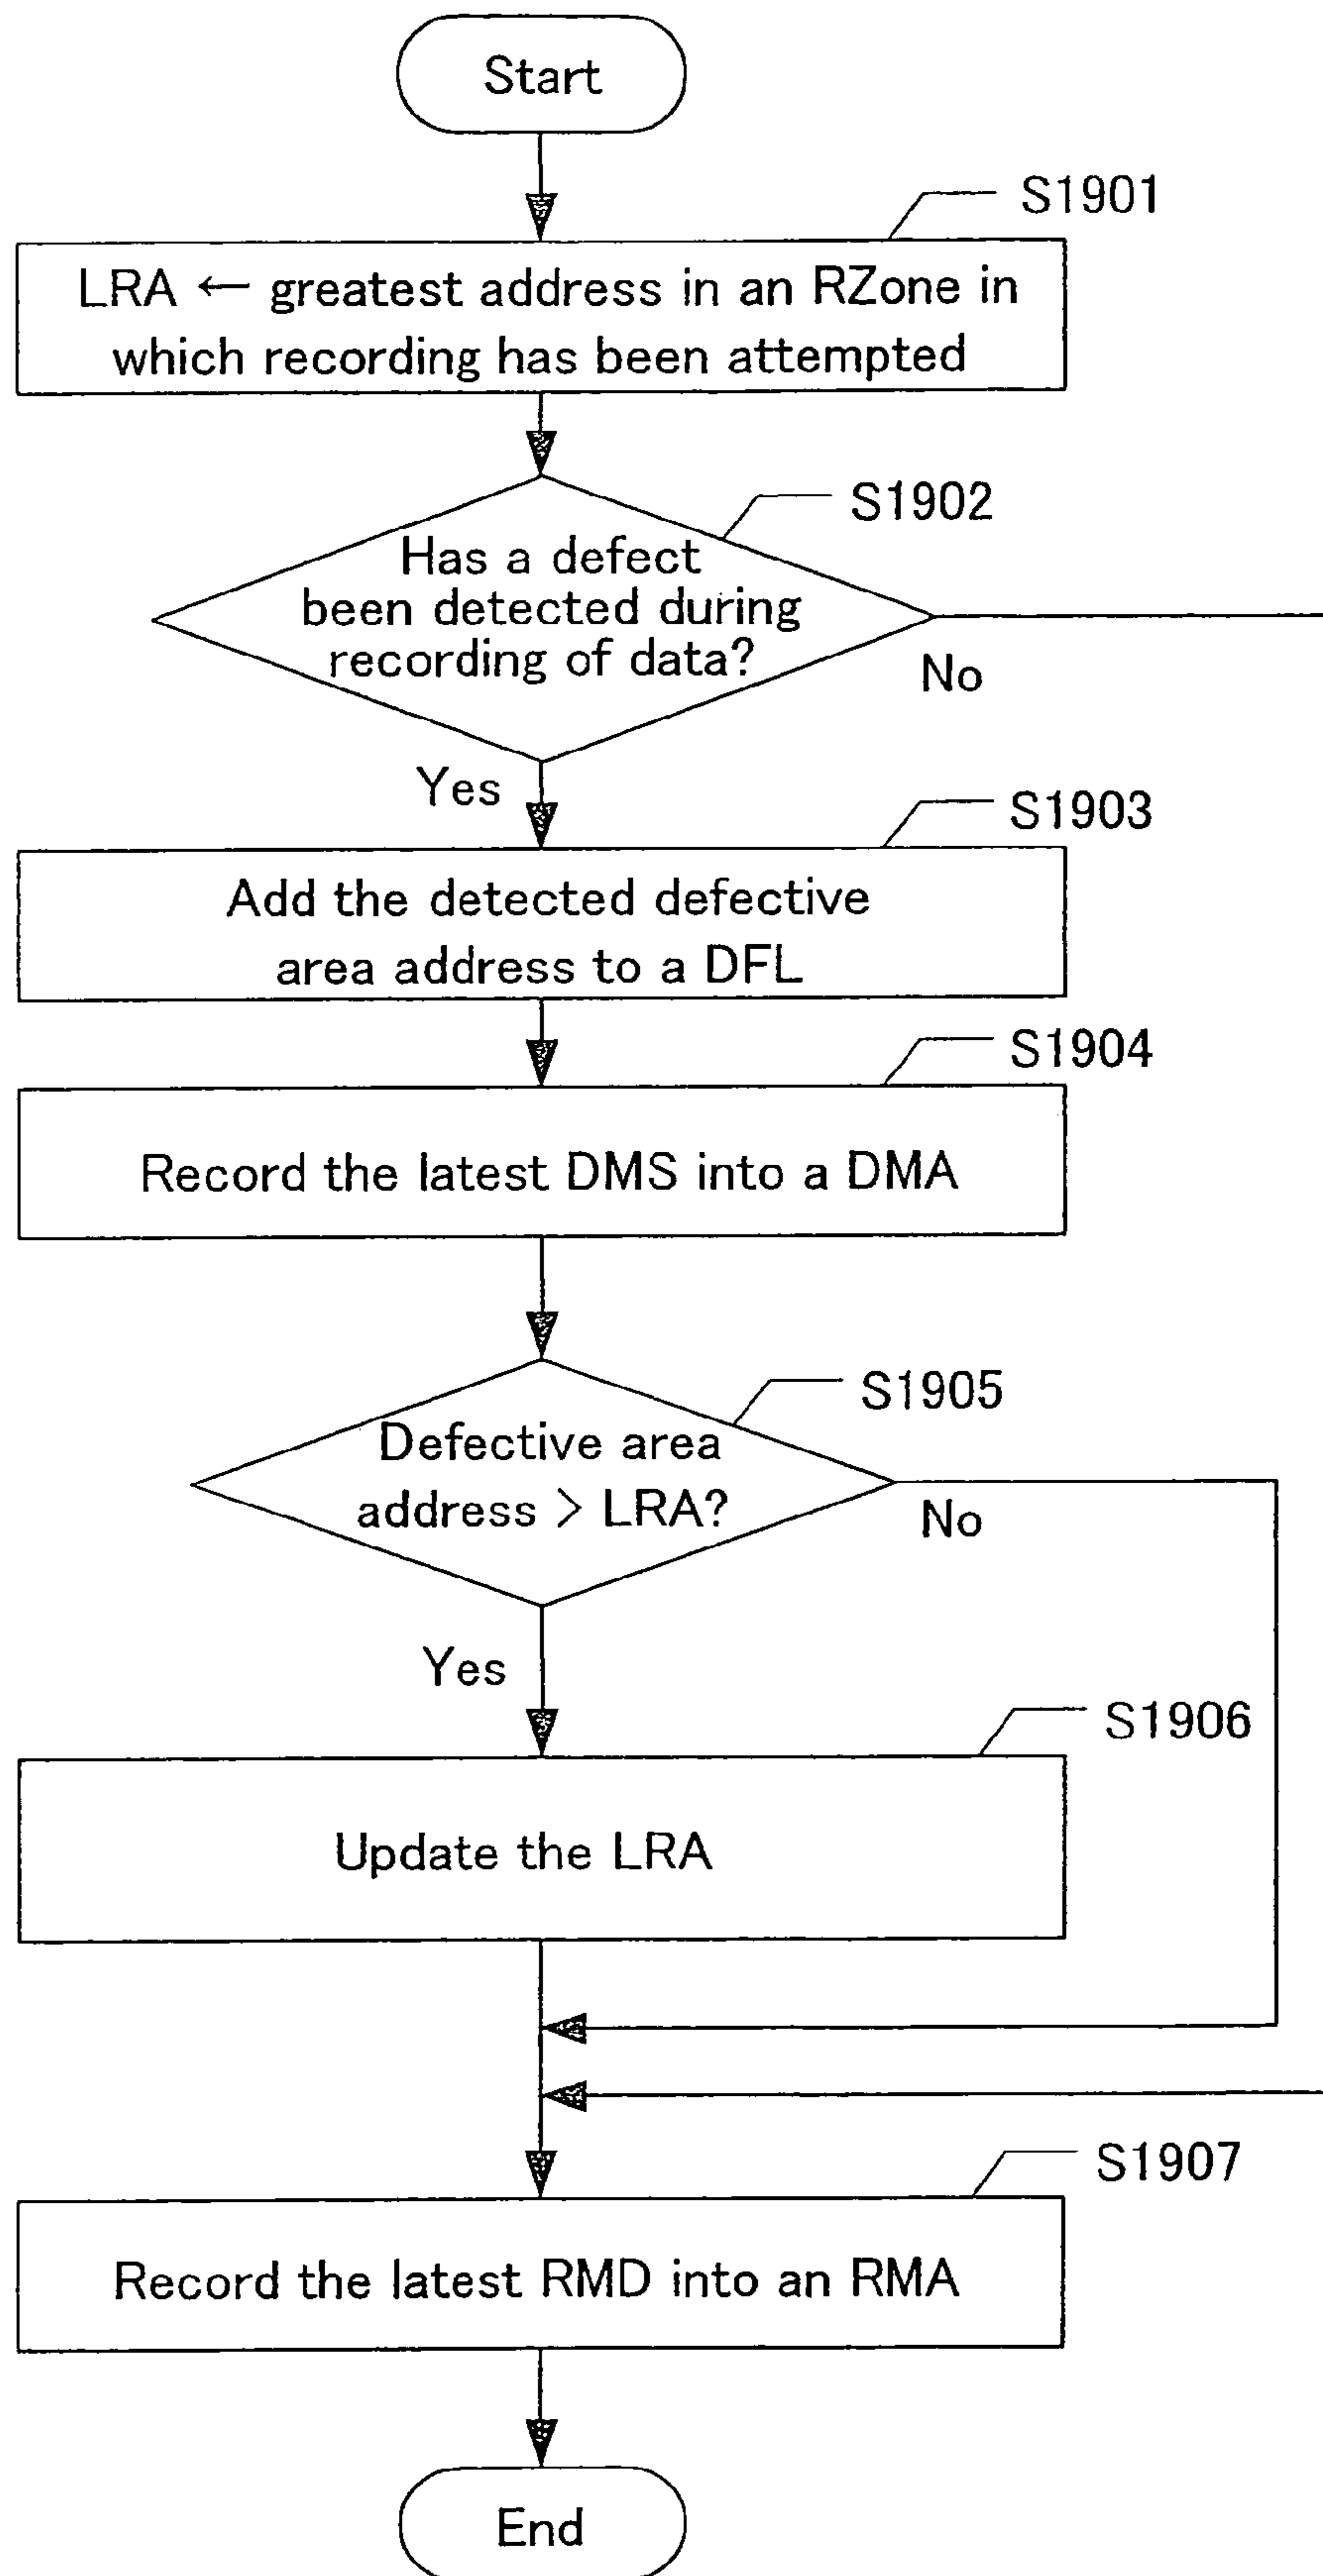 Start
S1901
LRA ← greatest address in an RZone in
which recording has been attempted
S1902
Has a defect
been detected during
recording of data?
No
Yes
S1903
Add the detected defective
area address to a DFL
S1904
Record the latest DMS into a DMA
S1905
Defective area
address > LRA?
No
Yes
S1906
Update the LRA
S1907
Record the latest RMD into an RMA
End